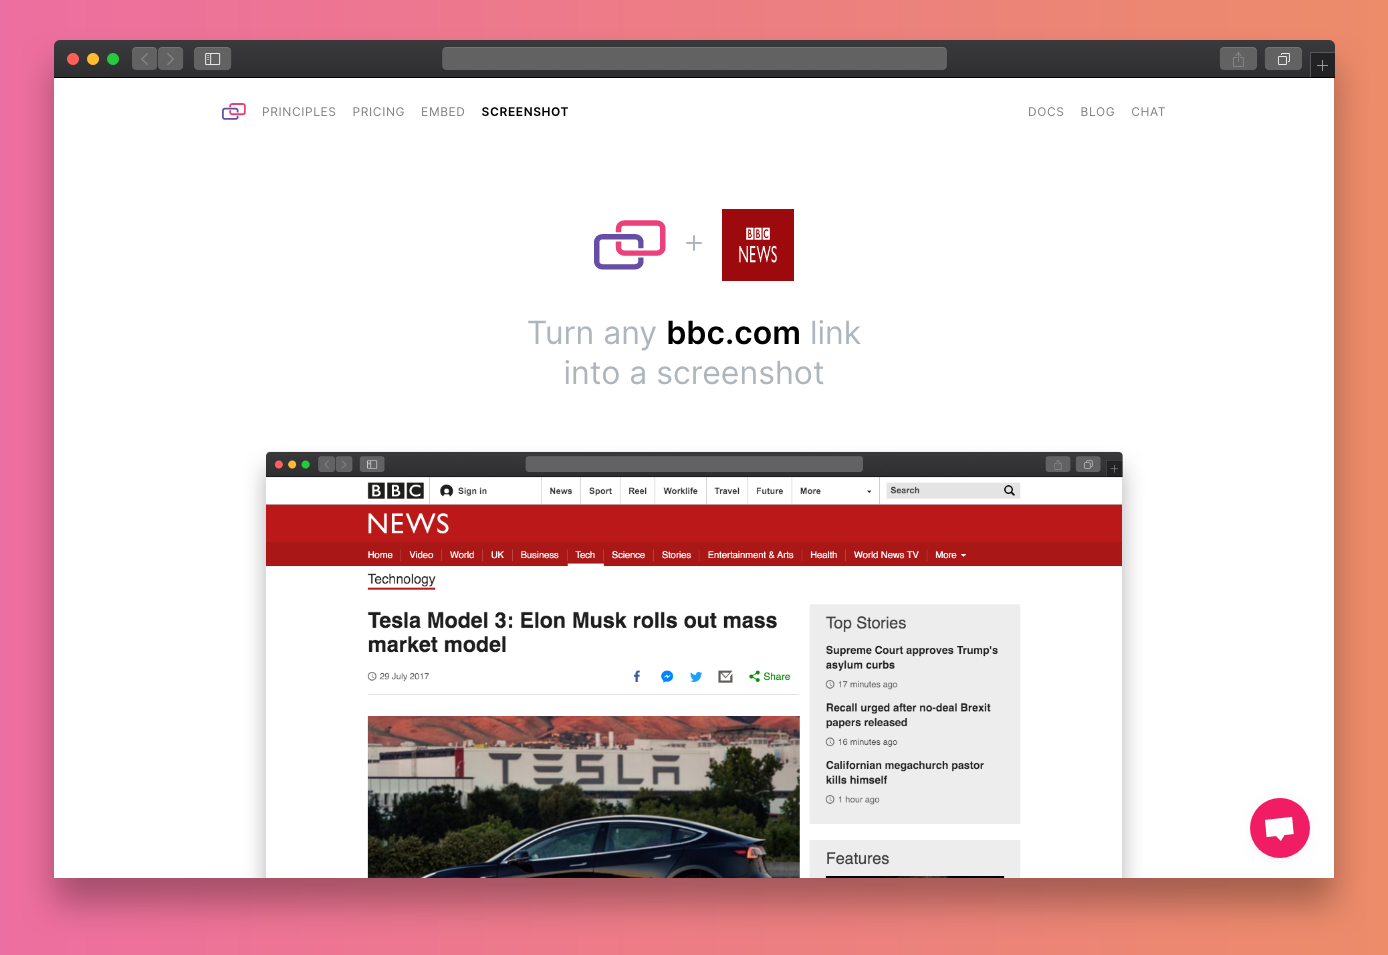 PRINCIPLES PRICING EMBED SCREENSHOT DOCS BLOG CHAT
+
BBC
NEWS
Turn any bbc.com link
into a screenshot
BBC Sign in News Sport Reel Worklife Travel Future More Search
NEWS
Home Video World UK Business Tech Science Stories Entertainment & Arts Health World News TV More
Technology
Tesla Model 3: Elon Musk rolls out mass
market model
29 July 2017 Share
TESLA
Top Stories
Supreme Court approves Trump's
asylum curbs
17 minutes ago
Recall urged after no-deal Brexit
papers released
16 minutes ago
Californian megachurch pastor
kills himself
1 hour ago
Features